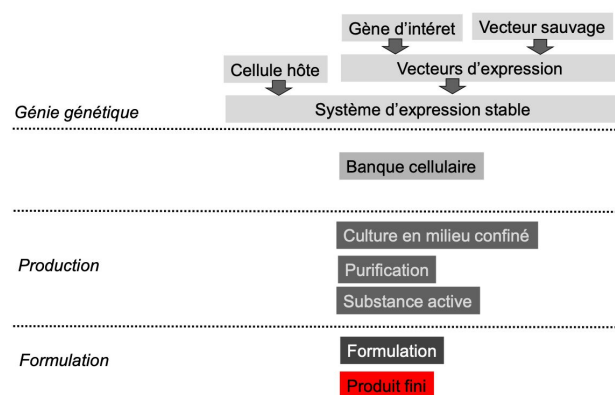 Gène d’intéret
Vecteur sauvage
Cellule hôte
Vecteurs d’expression
Génie génétique
Système d’expression stable
Banque cellulaire
Culture en milieu confiné
Production
Purification
Substance active
Formulation
Formulation
Produit fini